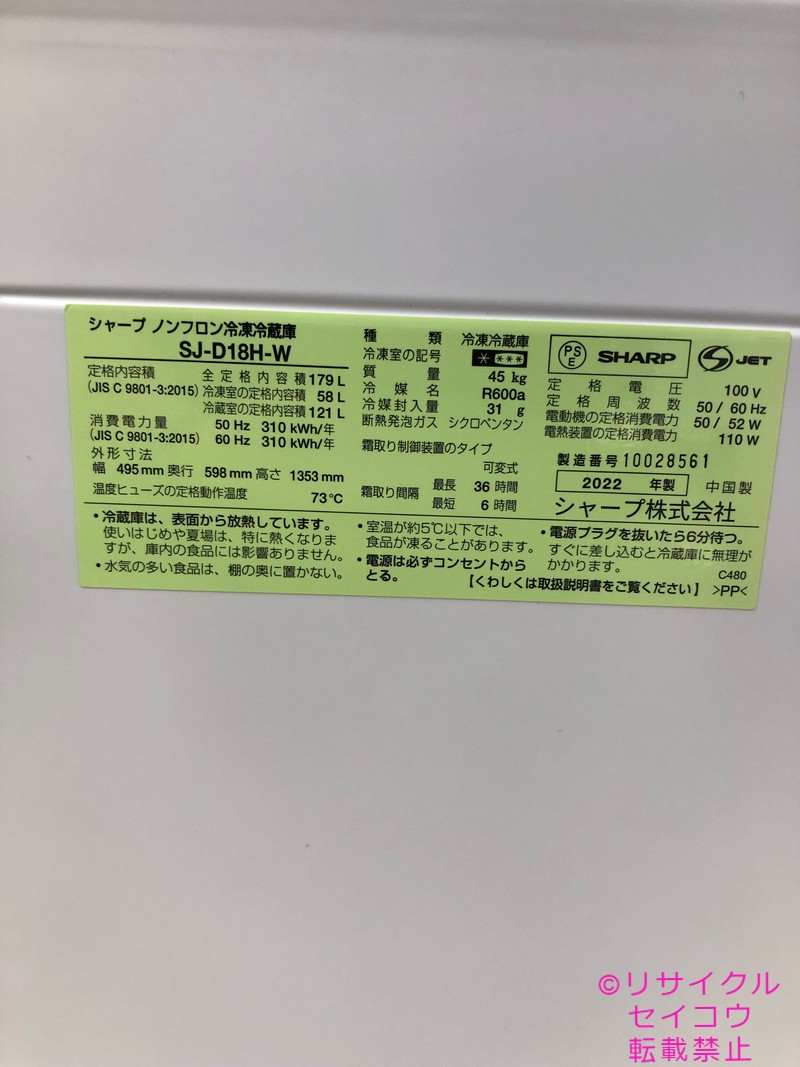 シャープ ノンフロン冷凍冷蔵庫
SJ-D18H-W
定格内容積
(JIS C 9801-3:2015)
全定格内容積 179 L
冷凍室の定格内容積 58 L
冷蔵室の定格内容積 121 L
消費電力量
(JIS C 9801-3:2015)
50 Hz 310 kWh/年
60 Hz 310 kWh/年
外形寸法
幅 495 mm 奥行 598 mm 高さ 1353 mm
温度ヒューズの定格動作温度 73℃
種類 冷凍冷蔵庫
冷凍室の記号 * ***
質量 45 kg
冷媒名 R600a
冷媒封入量 31 g
断熱発泡ガス シクロペンタン
霜取り制御装置のタイプ
可変式
霜取り間隔 最長 36 時間
最短 6 時間
PSE SHARP S JET
定格電圧 100 V
定格周波数 50 / 60 Hz
電動機の定格消費電力 50 / 52 W
電熱装置の定格消費電力 110 W
製造番号 10028561
2022 年製 中国製
シャープ株式会社
・冷蔵庫は、表面から放熱しています。
使いはじめや夏場は、特に熱くなりま
すが、庫内の食品には影響ありません。
・水気の多い食品は、棚の奥に置かない。
・室温が約5℃以下では、
食品が凍ることがあります。
・電源は必ずコンセントから
とる。
・電源プラグを抜いたら6分待つ。
すぐに差し込むと冷蔵庫に無理が
かかります。
C480
【くわしくは取扱説明書をご覧ください】 >PP<
©リサイクル
セイコウ
転載禁止